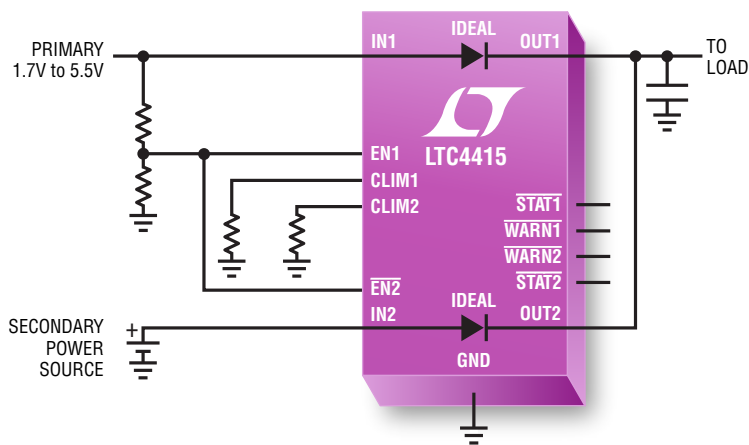 PRIMARY
1.7V to 5.5V
IN1
IDEAL
OUT1
TO
LOAD
LTC4415
EN1
CLIM1
CLIM2
STAT1
WARN1
WARN2
STAT2
EN2
IN2
IDEAL
OUT2
GND
+
SECONDARY
POWER
SOURCE